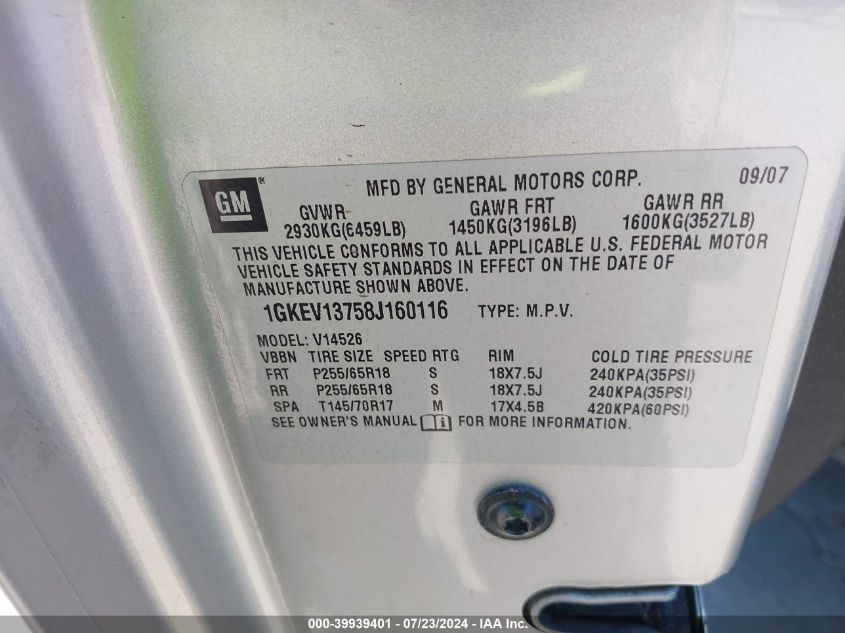 GM ®
MFD BY GENERAL MOTORS CORP. 09/07
GVWR GAWR FRT GAWR RR
2930KG(6459LB) 1450KG(3196LB) 1600KG(3527LB)
THIS VEHICLE CONFORMS TO ALL APPLICABLE U.S. FEDERAL MOTOR
VEHICLE SAFETY STANDARDS IN EFFECT ON THE DATE OF
MANUFACTURE SHOWN ABOVE.
1GKEV13758J160116 TYPE: M.P.V.
MODEL: V14526
VBBN TIRE SIZE SPEED RTG RIM COLD TIRE PRESSURE
FRT P255/65R18 S 18X7.5J 240KPA(35PSI)
RR P255/65R18 S 18X7.5J 240KPA(35PSI)
SPA T145/70R17 M 17X4.5B 420KPA(60PSI)
SEE OWNER'S MANUAL i FOR MORE INFORMATION.
000-39939401 - 07/23/2024 - IAA Inc.